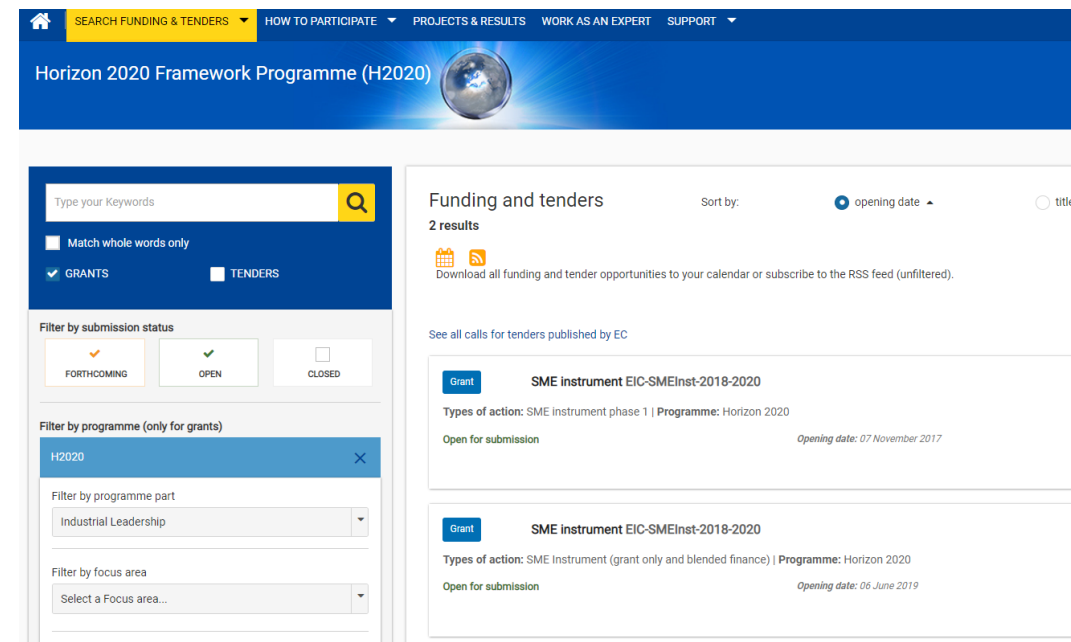 SEARCH FUNDING & TENDERS HOW TO PARTICIPATE PROJECTS & RESULTS WORK AS AN EXPERT SUPPORT
Horizon 2020 Framework Programme (H2020)
Type your Keywords
Match whole words only
GRANTS TENDERS
Filter by submission status
FORTHCOMING OPEN CLOSED
Filter by programme (only for grants)
H2020
Filter by programme part
Industrial Leadership
Filter by focus area
Select a Focus area...
Funding and tenders Sort by: opening date title
2 results
Download all funding and tender opportunities to your calendar or subscribe to the RSS feed (unfiltered).
See all calls for tenders published by EC
Grant SME instrument EIC-SMEInst-2018-2020
Types of action: SME instrument phase 1 | Programme: Horizon 2020
Open for submission Opening date: 07 November 2017
Grant SME instrument EIC-SMEInst-2018-2020
Types of action: SME Instrument (grant only and blended finance) | Programme: Horizon 2020
Open for submission Opening date: 06 June 2019